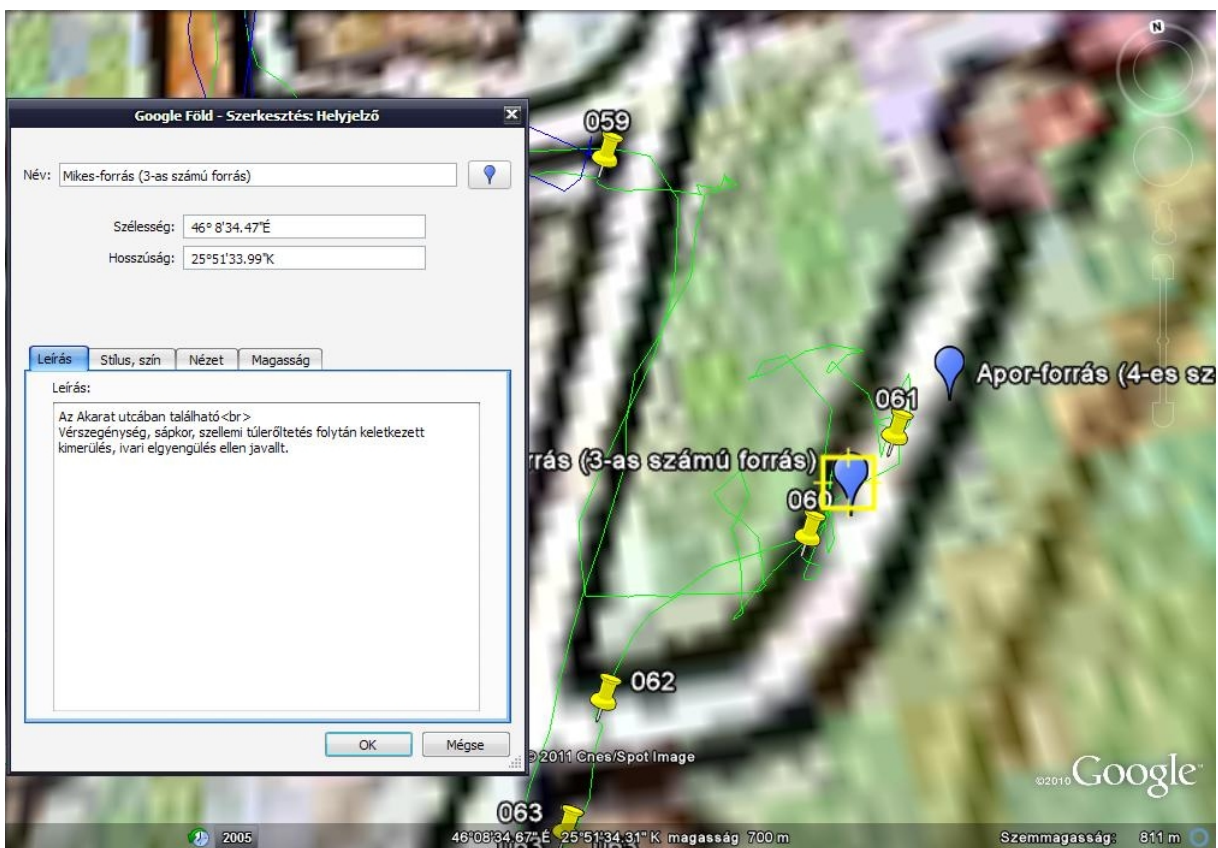 Google Föld - Szerkesztés: Helyjelző
Név: Mikes-forrás (3-as számú forrás)
Szélesség: 46° 8'34.47"É
Hosszúság: 25°51'33.99"K
Leírás Stílus, szín Nézet Magasság
Leírás:
Az Akarat utcában található<br>
Vérszegénység, sápkor, szellemi túlerőltetés folytán keletkezett
kimerülés, ivari elgyengülés ellen javallt.
OK Mégse
N
059
Apor-forrás (4-es sz
061
rrás (3-as számú forrás)
060
062
© 2011 Cnes/Spot Image
©2010 Google
063
2005
46°08'34.67"É 25°51'34.31"K magasság 700 m
Szemmagasság: 811 m